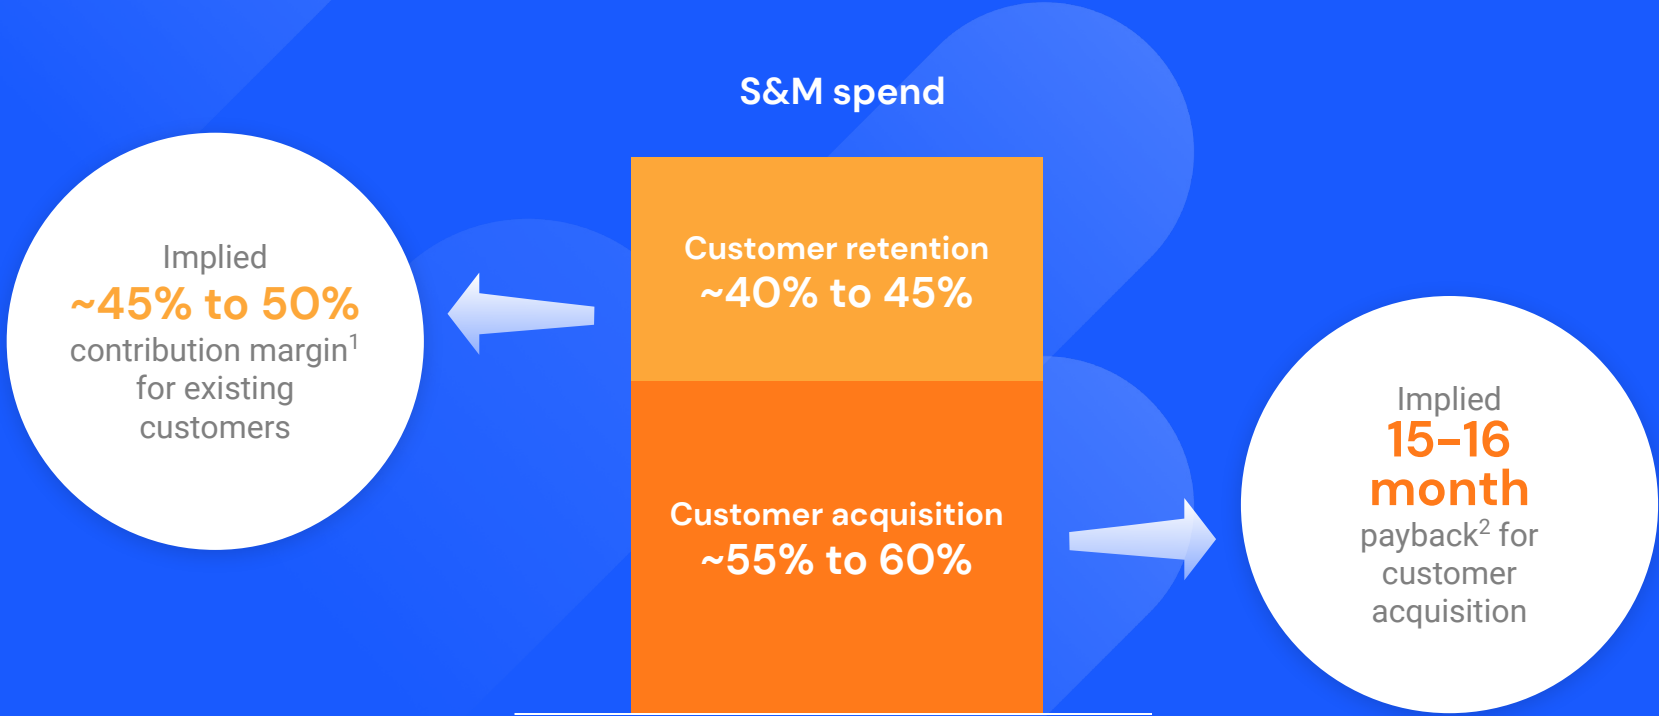 S&M spend
Implied
~45% to 50%
contribution margin1
for existing
customers
Customer retention
~40% to 45%
Customer acquisition
~55% to 60%
Implied
15–16
month
payback2 for
customer
acquisition